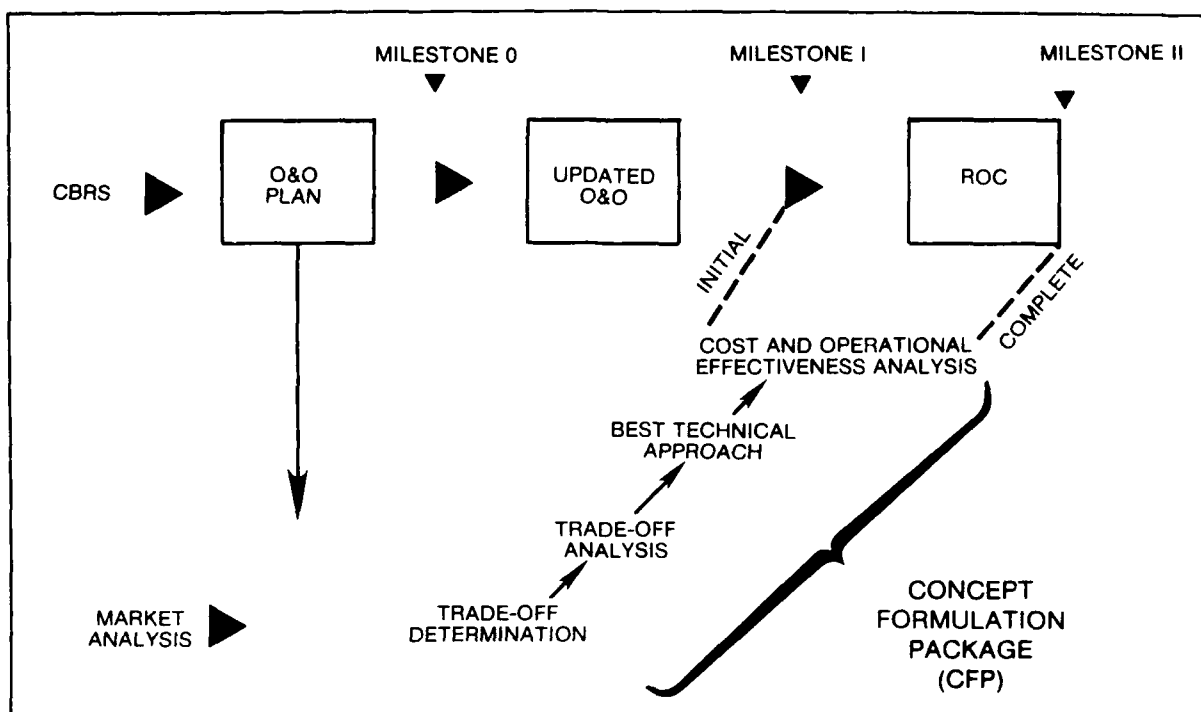 MILESTONE 0
MILESTONE I
MILESTONE II
CBRS
O&O
PLAN
UPDATED
O&O
ROC
INITIAL
COMPLETE
COST AND OPERATIONAL
EFFECTIVENESS ANALYSIS
BEST TECHNICAL
APPROACH
TRADE-OFF
ANALYSIS
MARKET
ANALYSIS
TRADE-OFF
DETERMINATION
CONCEPT
FORMULATION
PACKAGE
(CFP)